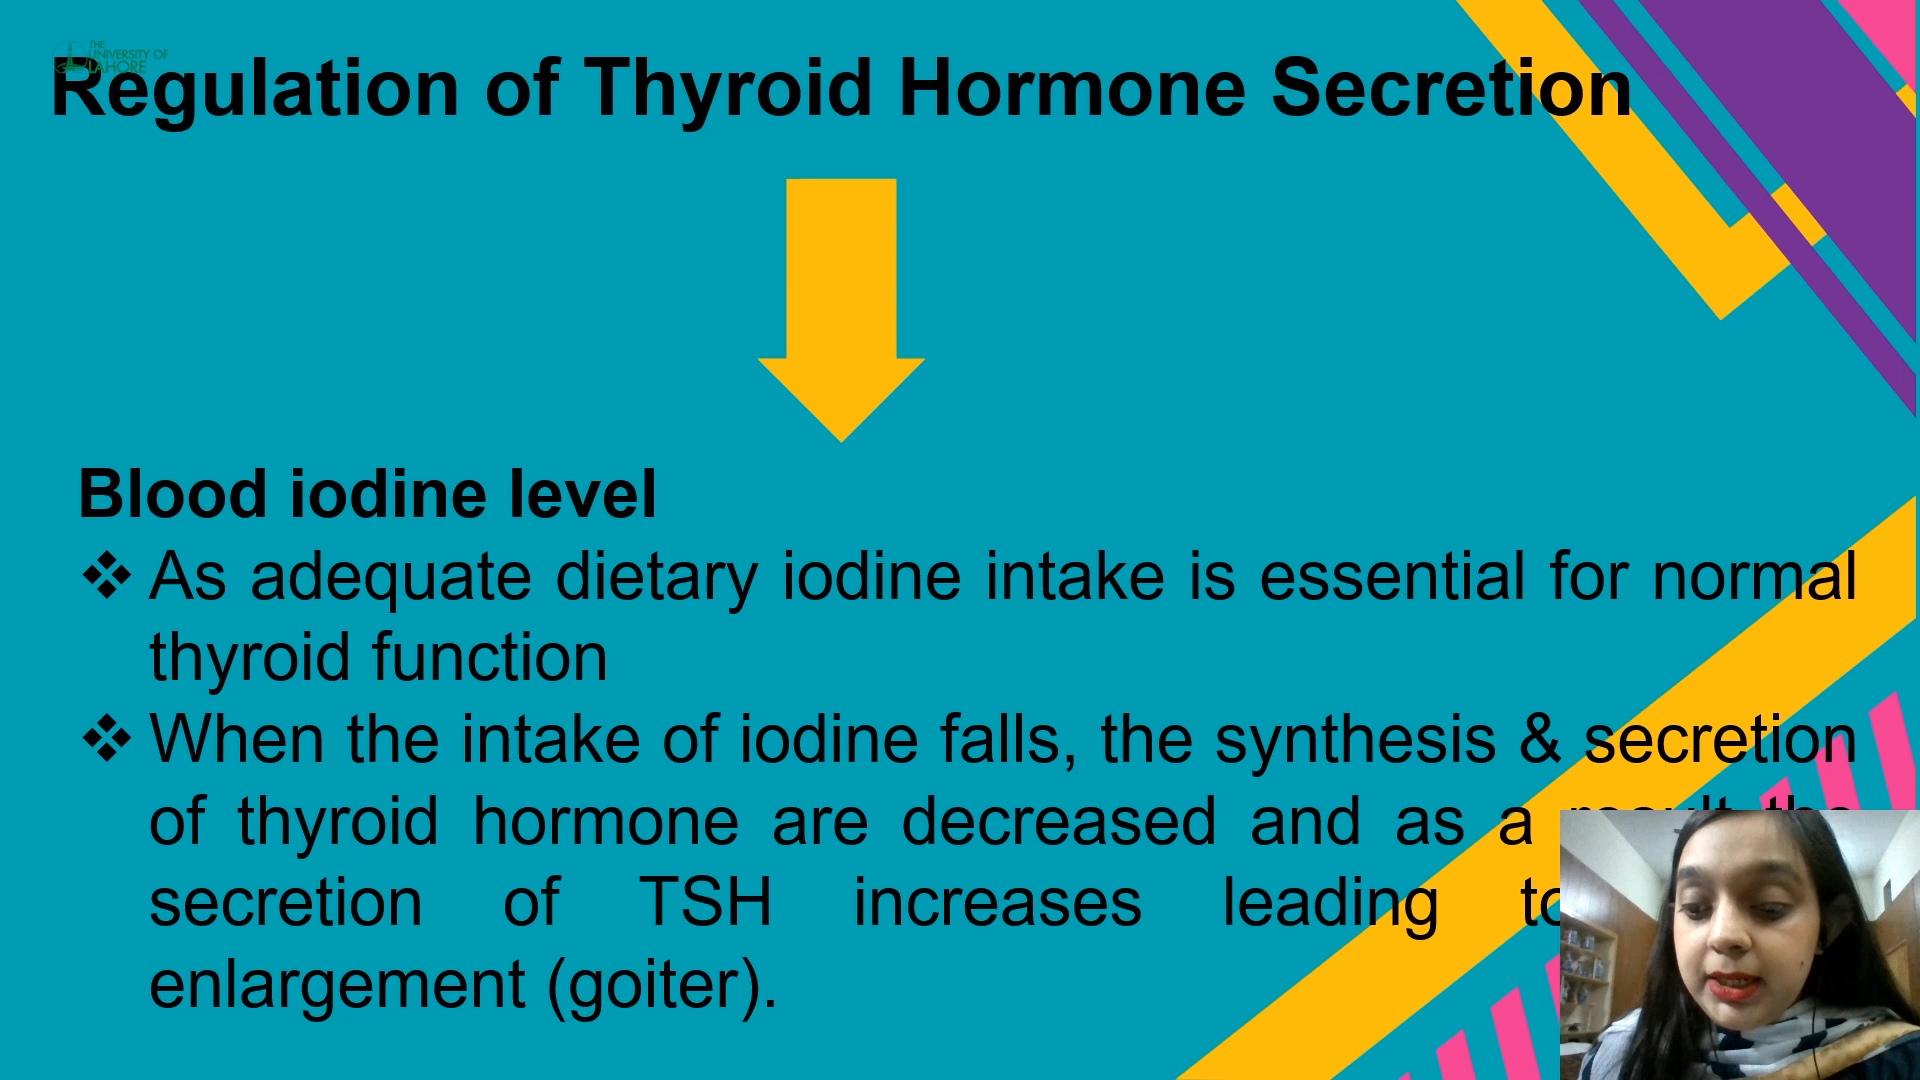 THE
UNIVERSITY OF
LAHORE
Regulation of Thyroid Hormone Secretion
Blood iodine level
❖ As adequate dietary iodine intake is essential for normal
thyroid function
❖ When the intake of iodine falls, the synthesis & secretion
of thyroid hormone are decreased and as a result the
secretion of TSH increases leading to
enlargement (goiter).